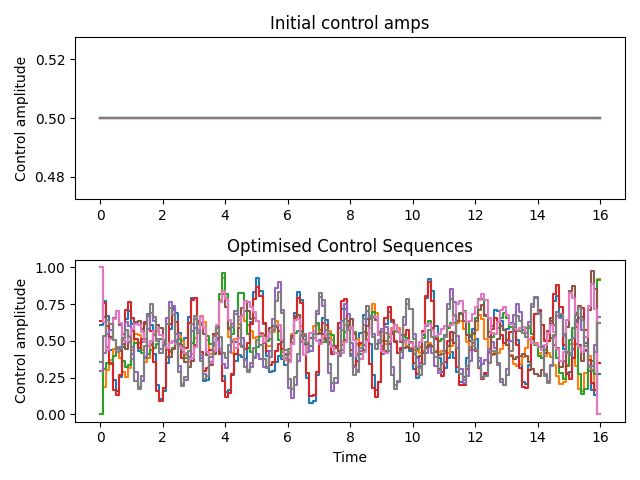 Initial control amps
Control amplitude
0.52
0.50
0.48
0 2 4 6 8 10 12 14 16
Optimised Control Sequences
Control amplitude
1.00
0.75
0.50
0.25
0.00
0 2 4 6 8 10 12 14 16
Time